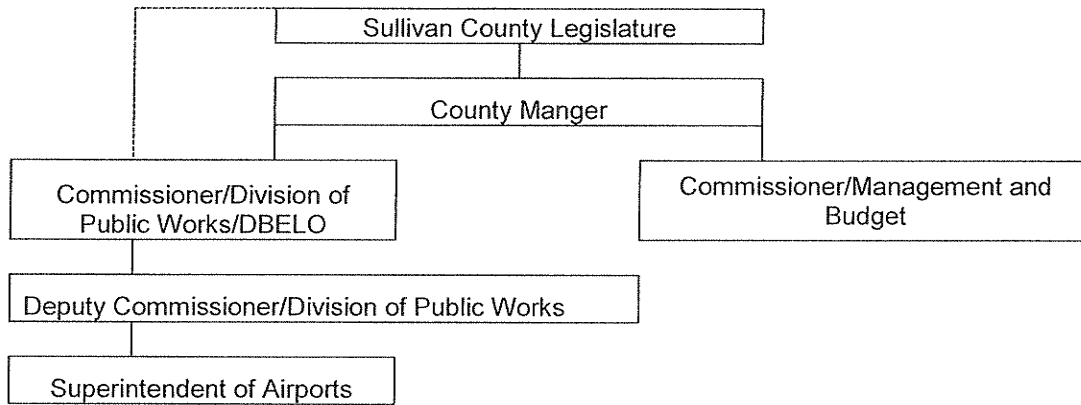 Sullivan County Legislature
County Manger
Commissioner/Division of
Public Works/DBELO
Commissioner/Management and
Budget
Deputy Commissioner/Division of Public Works
Superintendent of Airports